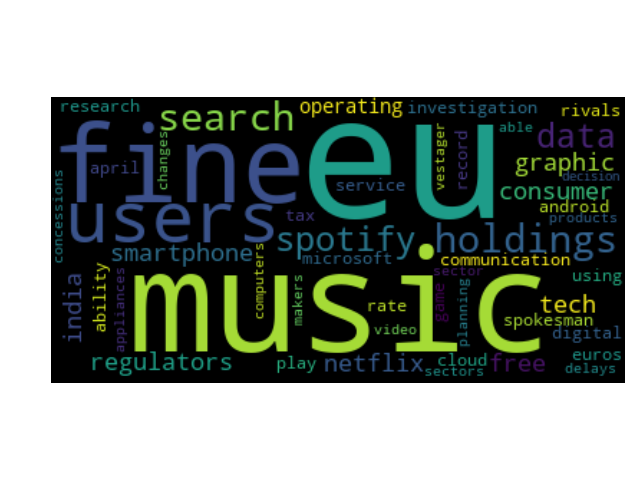 research
search
operating
investigation
rivals
fine
eu
changes
able
vestager
record
data
april
graphic
service
decision
consumer
concessions
users
tax
android
products
spotify
holdings
smartphone
microsoft
communication
computers
sector
using
india
ability
appliances
music
makers
game
planning
rate
tech
spokesman
video
digital
regulators
play
netflix
cloud
sectors
free
euros
delays